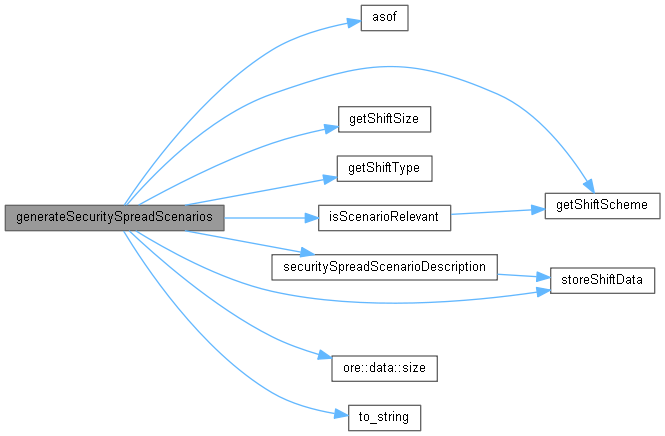 asof
getShiftSize
getShiftType
generateSecuritySpreadScenarios
isScenarioRelevant
getShiftScheme
securitySpreadScenarioDescription
storeShiftData
ore::data::size
to_string